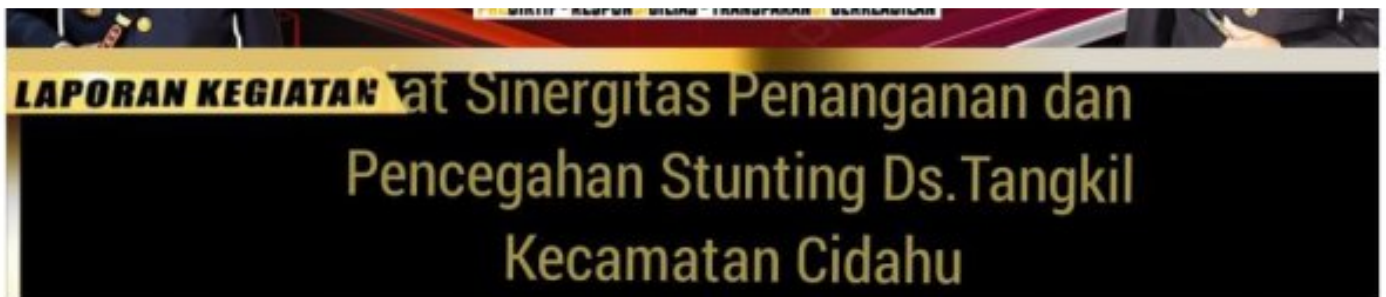 LAPORAN KEGIATAN
Sinergitas Penanganan dan
Pencegahan Stunting Ds.Tangkil
Kecamatan Cidahu